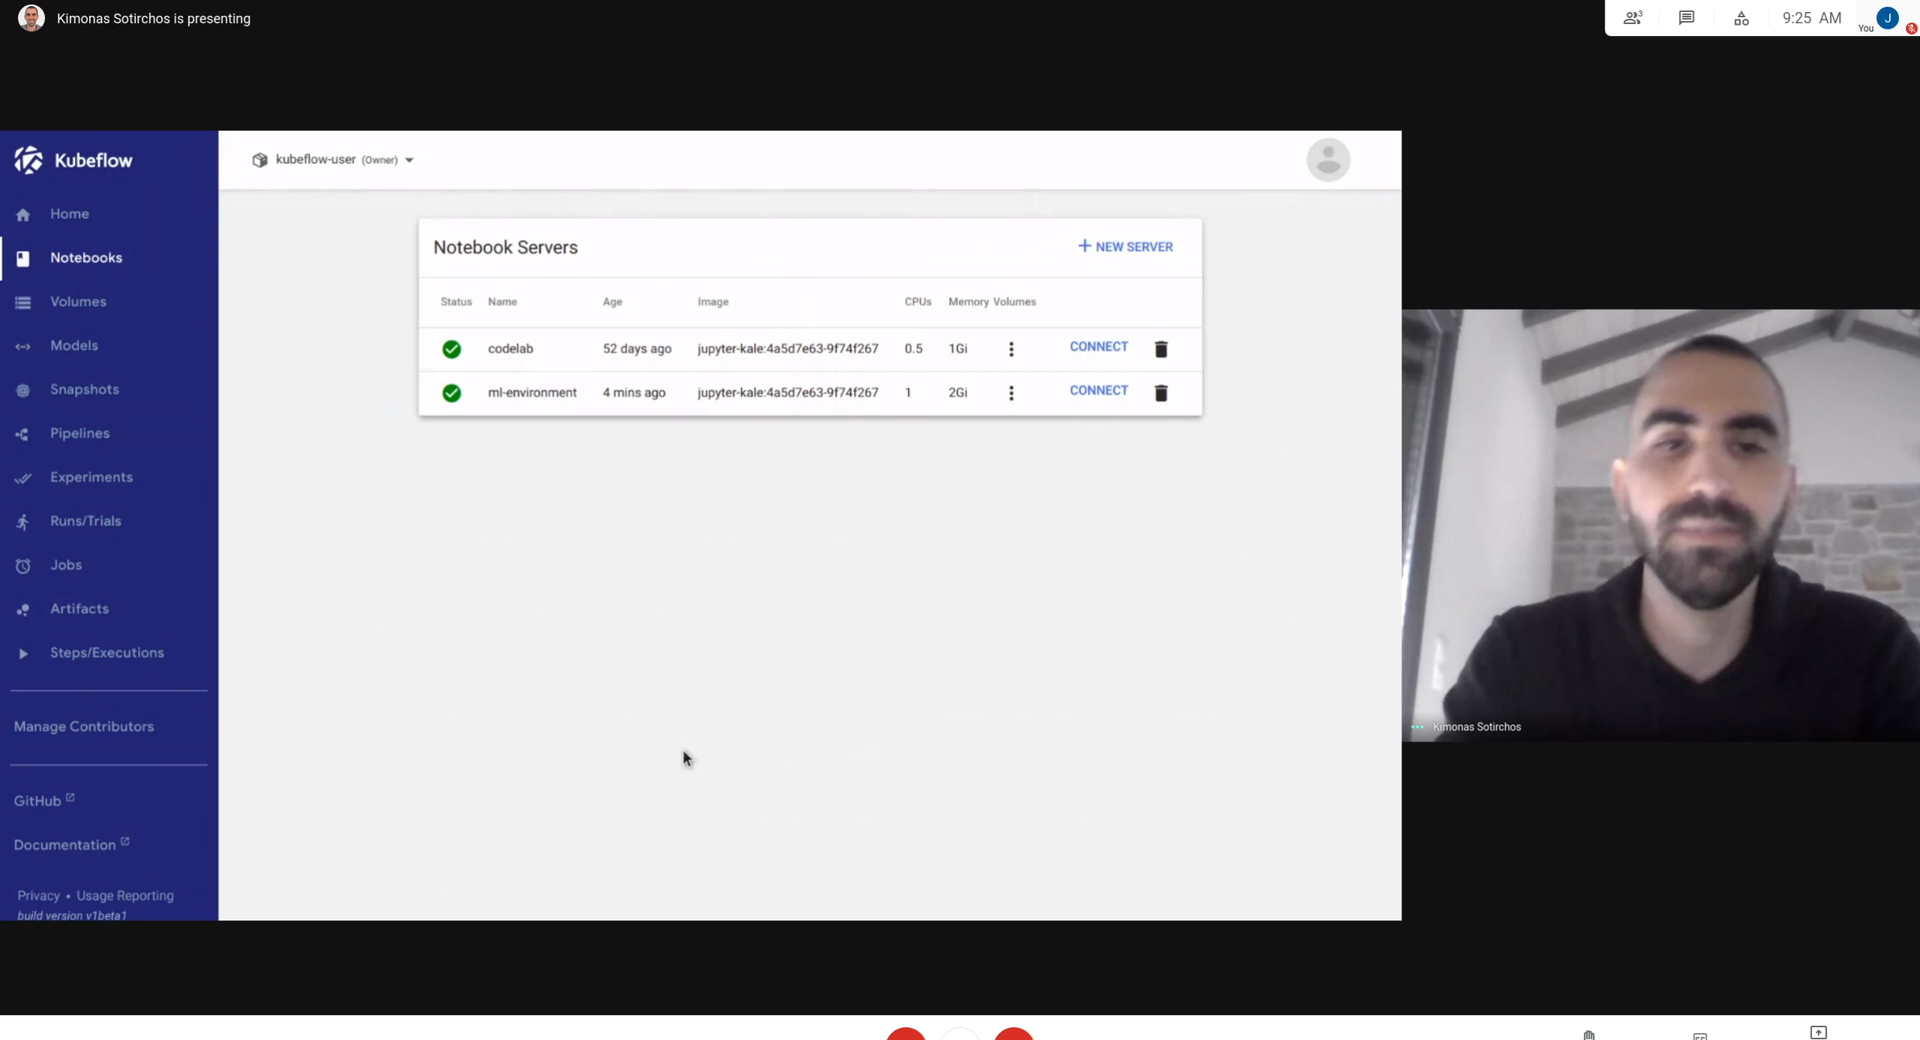 Kimonas Sotirchos is presenting
3
9:25 AM
You
J
Kubeflow
kubeflow-user (Owner)
Home
Notebooks
Volumes
Models
Snapshots
Pipelines
Experiments
Runs/Trials
Jobs
Artifacts
Steps/Executions
Manage Contributors
GitHub
Documentation
Privacy • Usage Reporting
build version v1beta1
Notebook Servers
+ NEW SERVER
Status Name Age Image CPUs Memory Volumes
codelab 52 days ago jupyter-kale:4a5d7e63-9f74f267 0.5 1Gi CONNECT
ml-environment 4 mins ago jupyter-kale:4a5d7e63-9f74f267 1 2Gi CONNECT
Kimonas Sotirchos